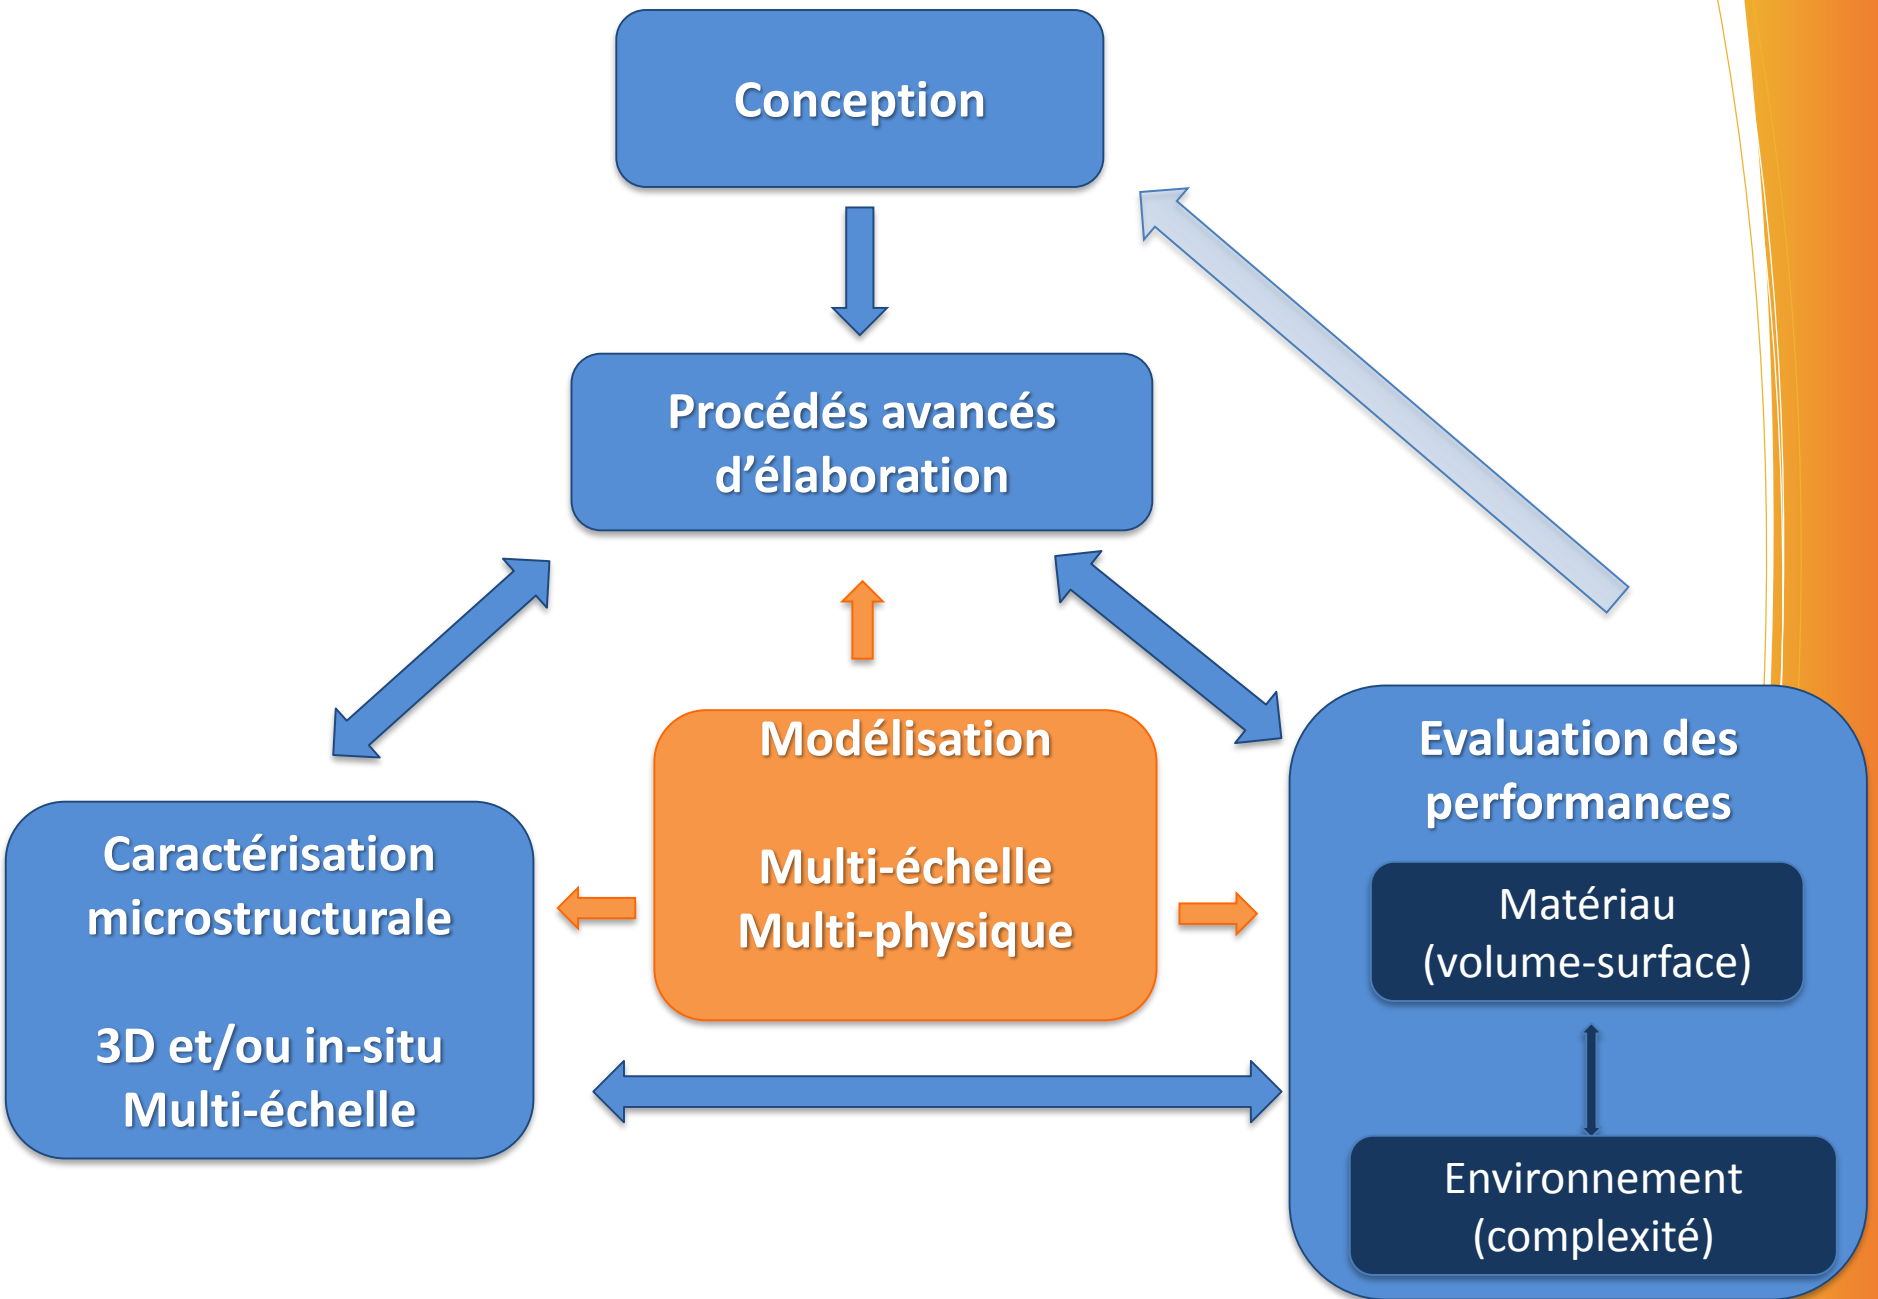 Conception
Procédés avancés
d’élaboration
Modélisation
Multi-échelle
Multi-physique
Caractérisation
microstructurale
3D et/ou in-situ
Multi-échelle
Evaluation des
performances
Matériau
(volume-surface)
Environnement
(complexité)